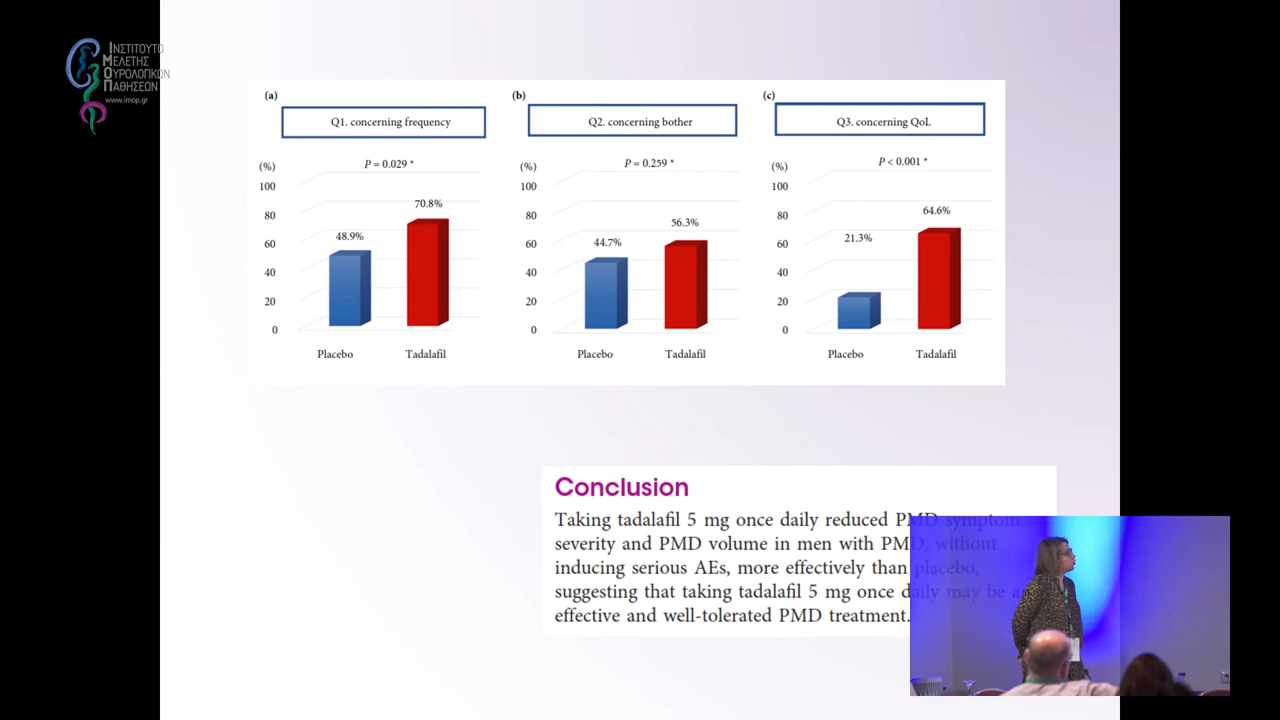 ΙΝΣΤΙΤΟΥΤΟ
ΜΕΛΕΤΗΣ
ΟΥΡΟΛΟΓΙΚΩΝ
ΠΑΘΗΣΕΩΝ
www.imop.gr
(a)
Q1. concerning frequency
(%)
P = 0.029 *
100
80
60
40
20
0
48.9%
70.8%
Placebo Tadalafil
(b)
Q2. concerning bother
(%)
P = 0.259 *
100
80
60
40
20
0
44.7%
56.3%
Placebo Tadalafil
(c)
Q3. concerning QoL
(%)
P < 0.001 *
100
80
60
40
20
0
21.3%
64.6%
Placebo Tadalafil
Conclusion
Taking tadalafil 5 mg once daily reduced PMD symptom
severity and PMD volume in men with PMD, without
inducing serious AEs, more effectively than placebo,
suggesting that taking tadalafil 5 mg once daily may be
effective and well-tolerated PMD treatment.